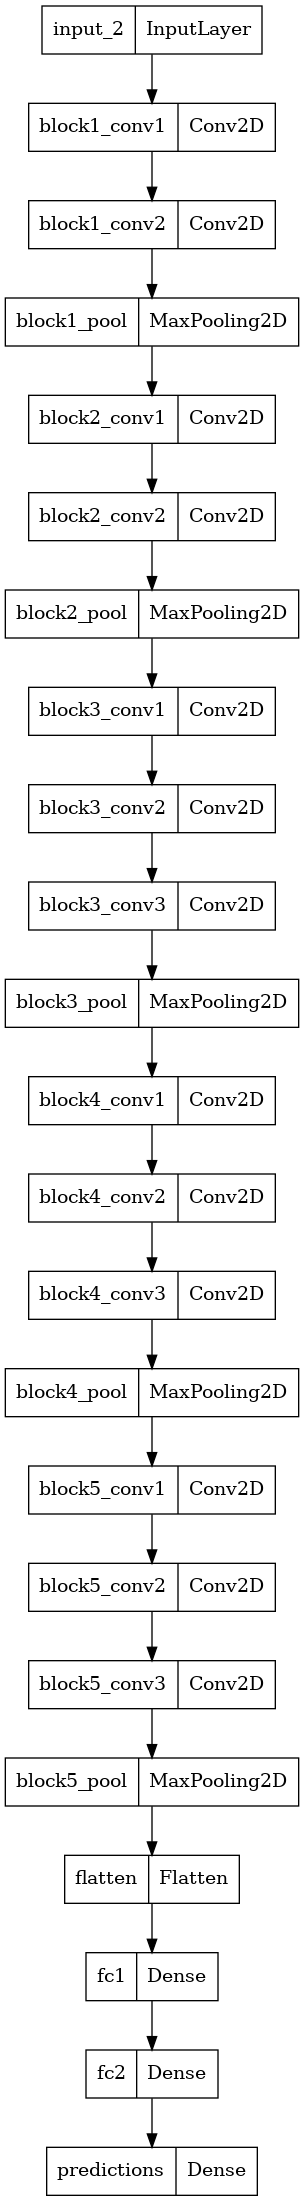 input_2 InputLayer
block1_conv1 Conv2D
block1_conv2 Conv2D
block1_pool MaxPooling2D
block2_conv1 Conv2D
block2_conv2 Conv2D
block2_pool MaxPooling2D
block3_conv1 Conv2D
block3_conv2 Conv2D
block3_conv3 Conv2D
block3_pool MaxPooling2D
block4_conv1 Conv2D
block4_conv2 Conv2D
block4_conv3 Conv2D
block4_pool MaxPooling2D
block5_conv1 Conv2D
block5_conv2 Conv2D
block5_conv3 Conv2D
block5_pool MaxPooling2D
flatten Flatten
fc1 Dense
fc2 Dense
predictions Dense